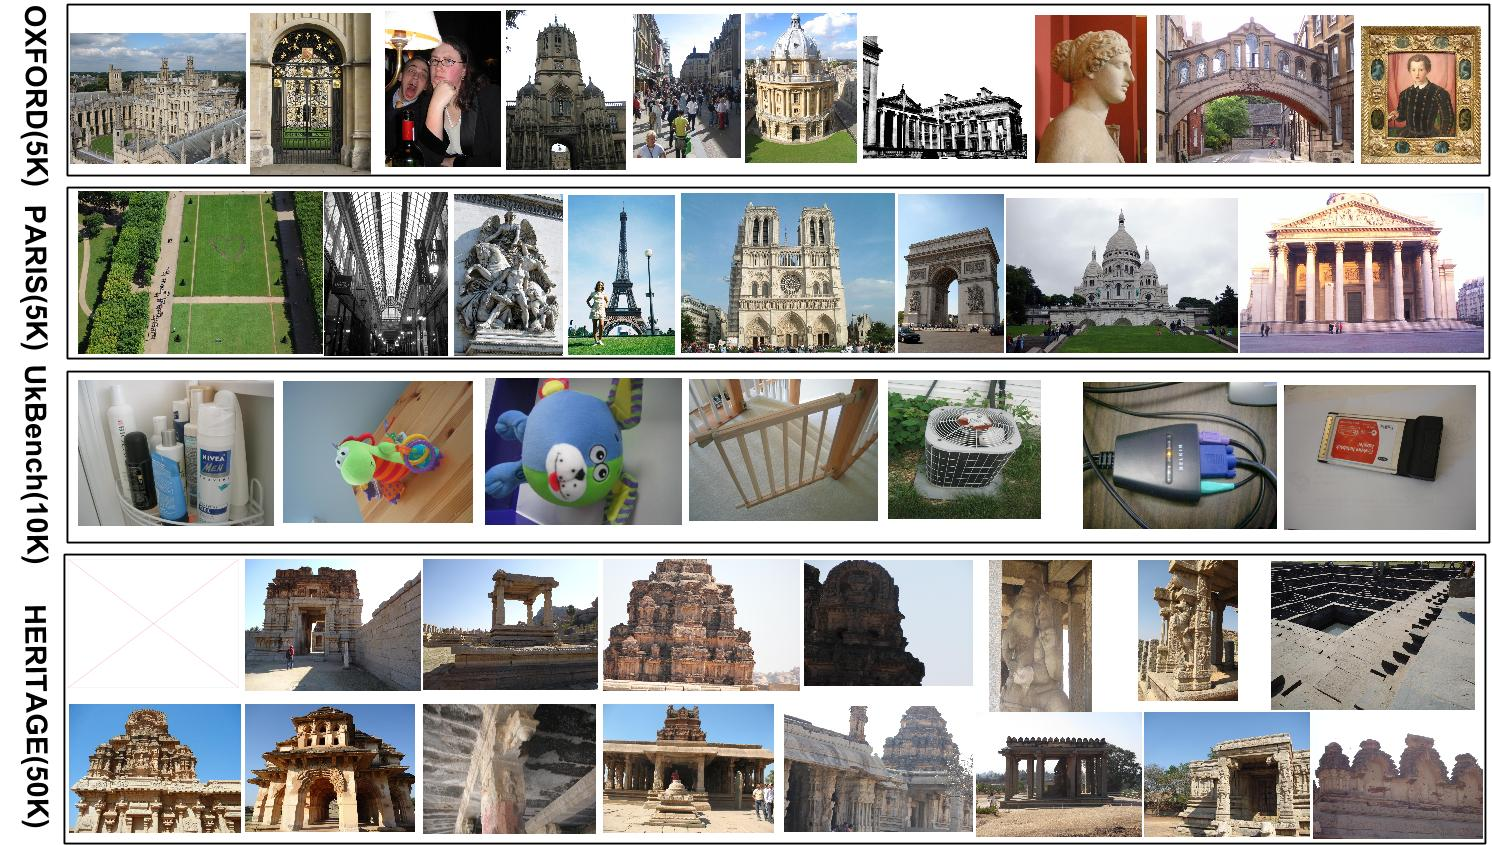 OXFORD(5K)
PARIS(5K)
UkBench(10K)
NIVEA
MEN
HERITAGE(50K)